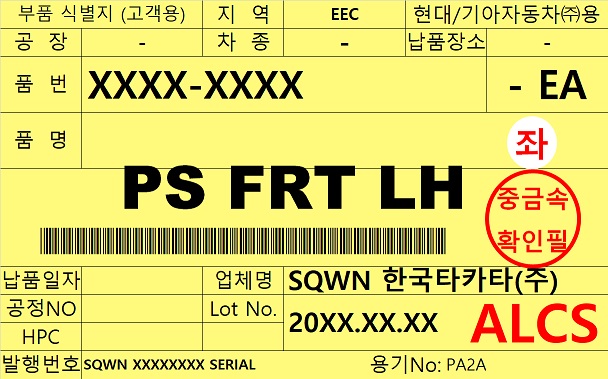 부품 식별지 (고객용) 지 역 EEC 현대/기아자동차㈜용
공 장 - 차 종 - 납품장소 -
품 번 XXXX-XXXX - EA
품 명
좌
PS FRT LH
중금속
확인필
납품일자 업체명 SQWN 한국타카타(주)
공정NO Lot No. 20XX.XX.XX ALCS
HPC
발행번호 SQWN XXXXXXXX SERIAL 용기No: PA2A